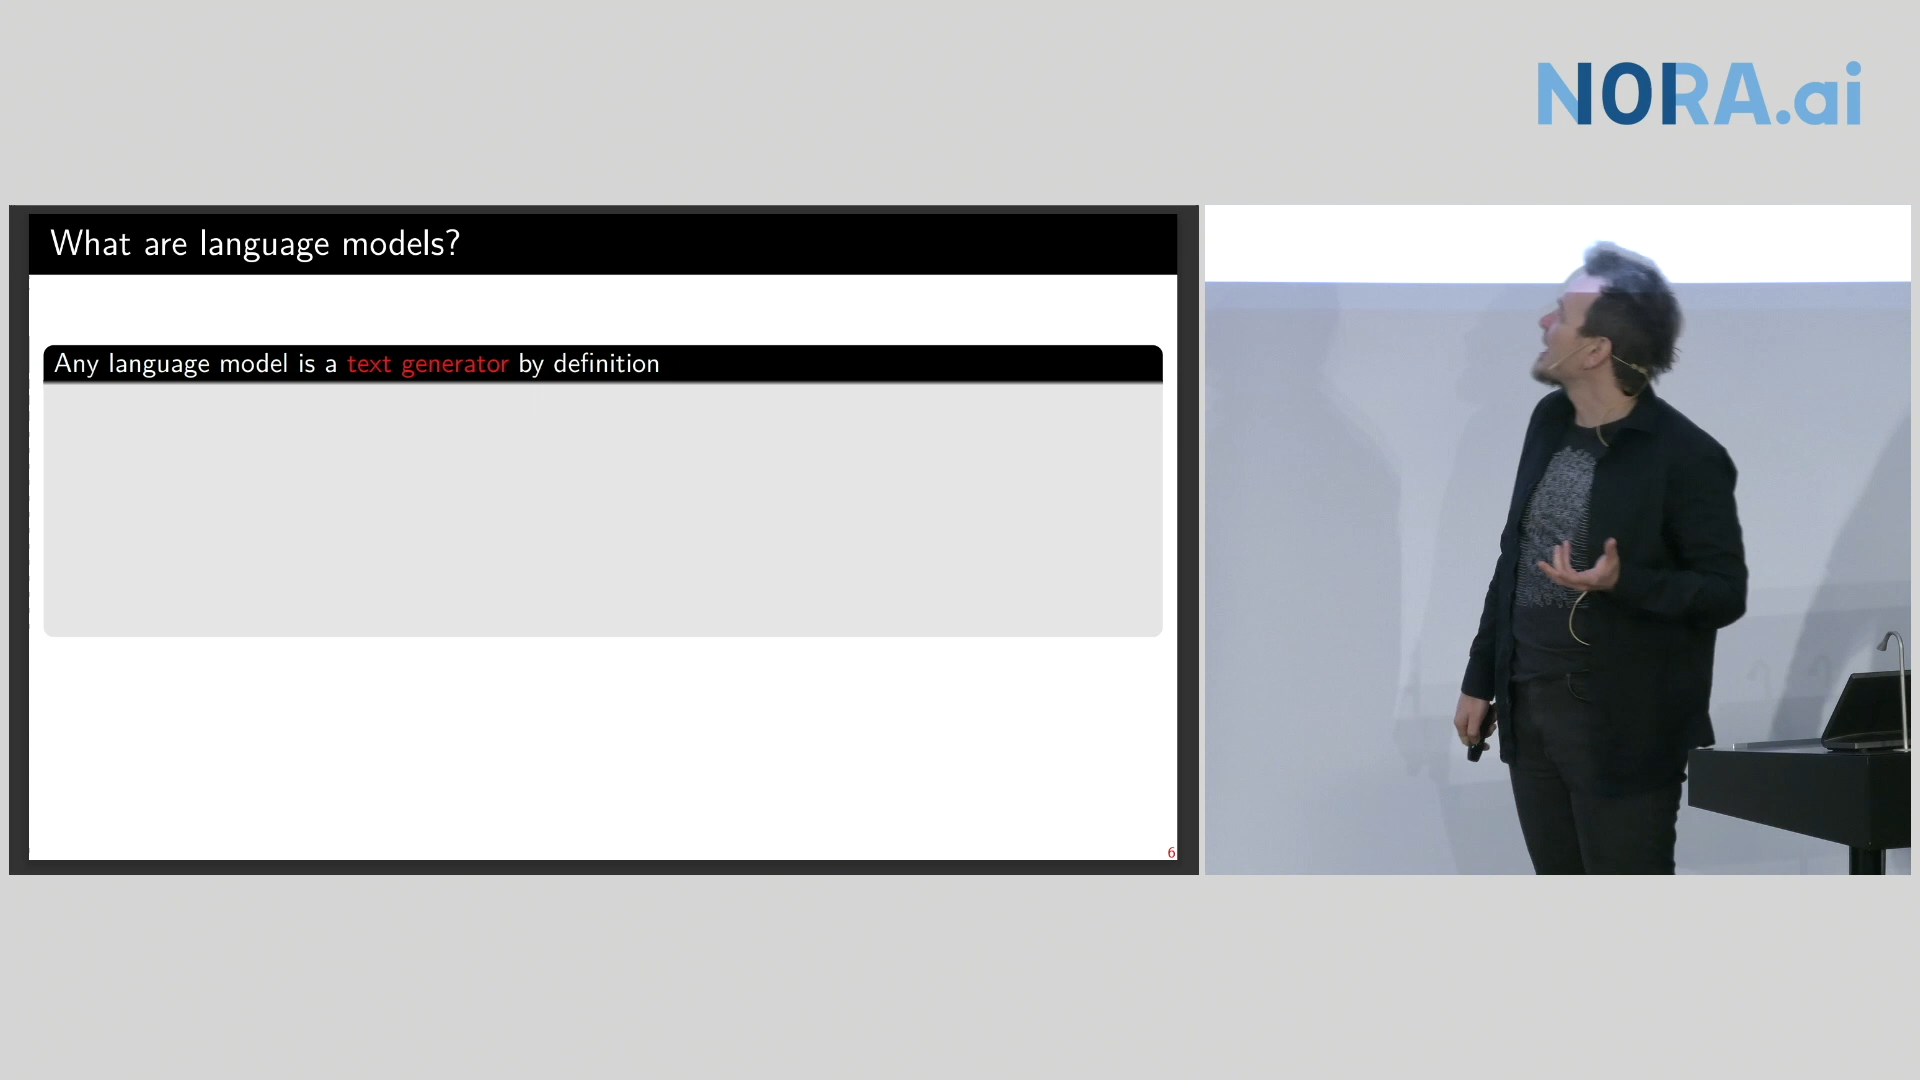 NORA.ai
What are language models?
Any language model is a text generator by definition
6